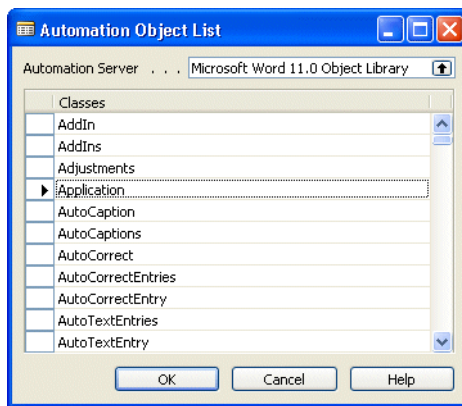 Automation Object List
Automation Server . . . Microsoft Word 11.0 Object Library
Classes
AddIn
AddIns
Adjustments
Application
AutoCaption
AutoCaptions
AutoCorrect
AutoCorrectEntries
AutoCorrectEntry
AutoTextEntries
AutoTextEntry
OK Cancel Help